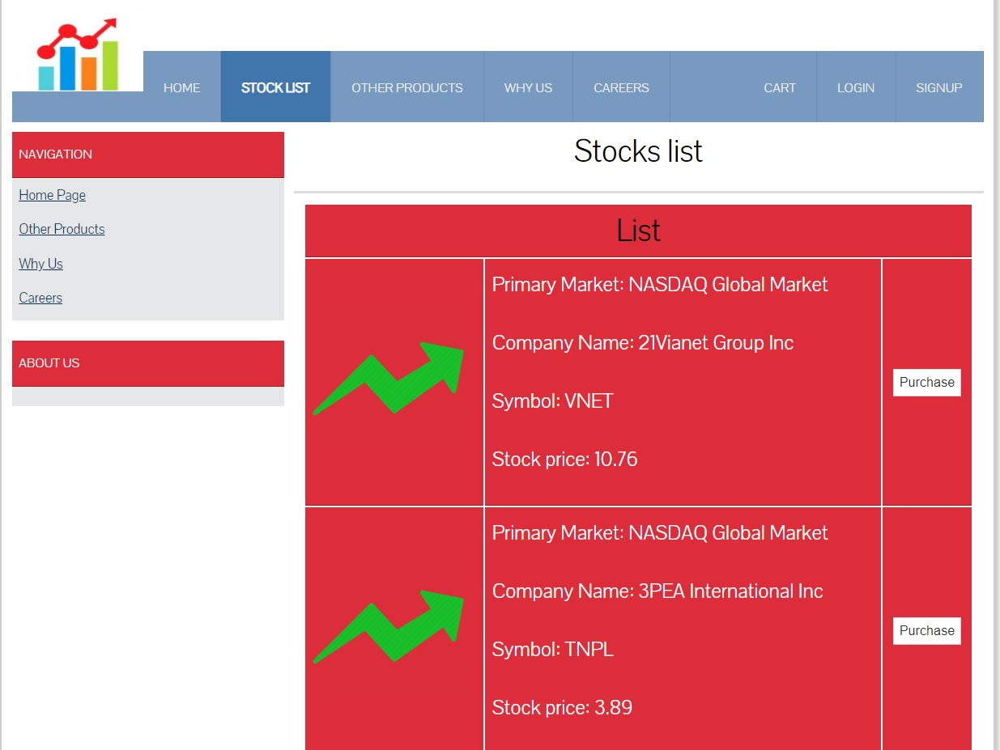 HOME
STOCK LIST
OTHER PRODUCTS
WHY US
CAREERS
CART
LOGIN
SIGNUP
NAVIGATION
Home Page
Other Products
Why Us
Careers
ABOUT US
Stocks list
List
Primary Market: NASDAQ Global Market
Company Name: 21Vianet Group Inc
Symbol: VNET
Stock price: 10.76
Purchase
Primary Market: NASDAQ Global Market
Company Name: 3PEA International Inc
Symbol: TNPL
Stock price: 3.89
Purchase